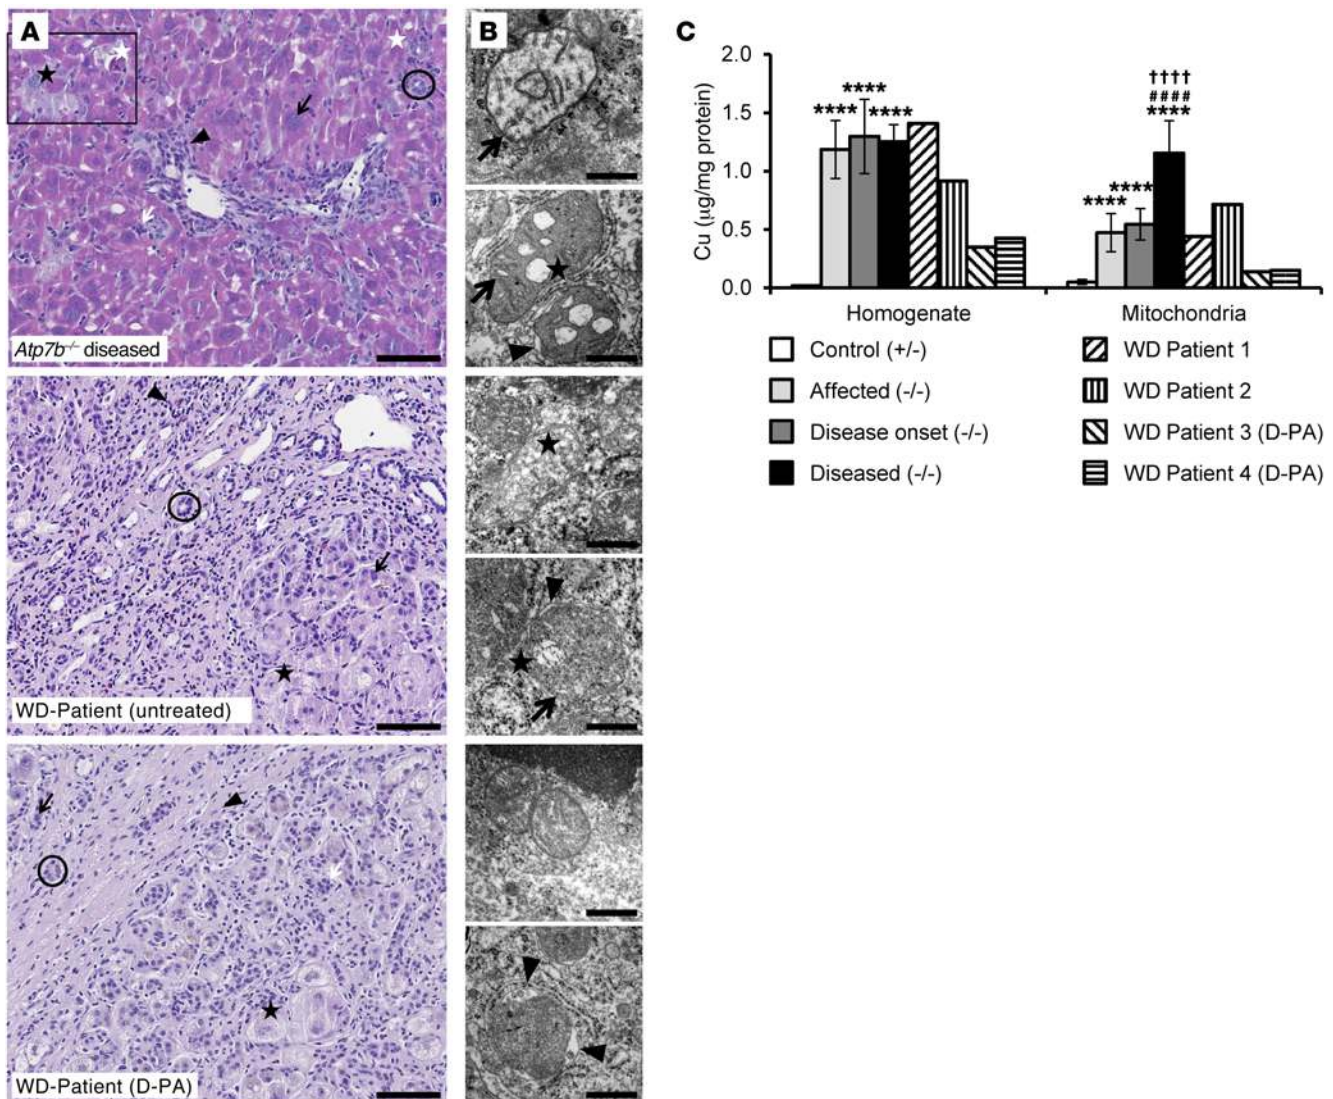 A
B
C
Atp7b-/- diseased
WD-Patient (untreated)
WD-Patient (D-PA)
Cu (µg/mg protein)
2.0
1.5
1.0
0.5
0.0
****
****
****
****
****
††††
####
****
Homogenate
Mitochondria
Control (+/-)
Affected (-/-)
Disease onset (-/-)
Diseased (-/-)
WD Patient 1
WD Patient 2
WD Patient 3 (D-PA)
WD Patient 4 (D-PA)